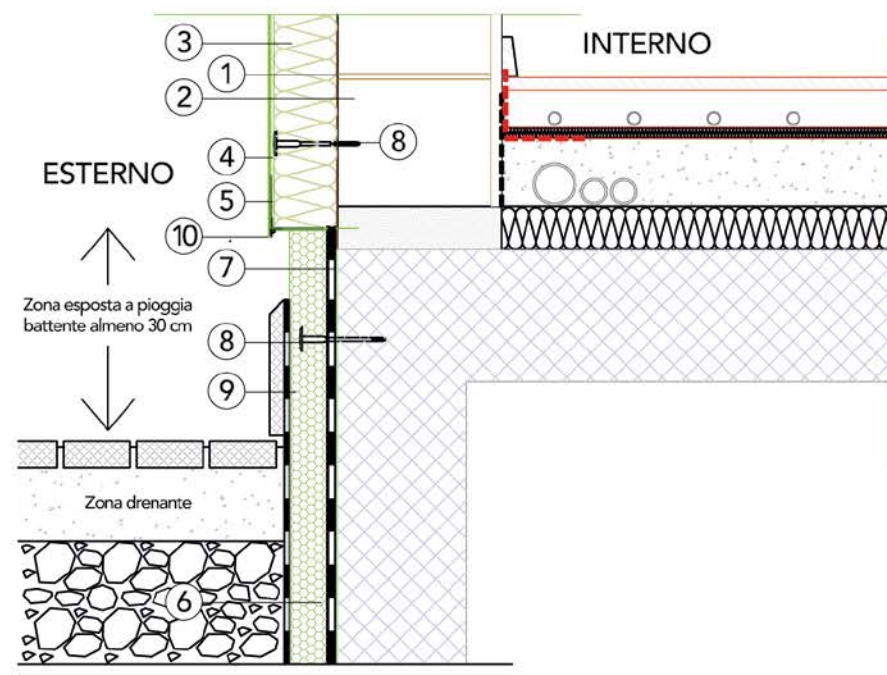 INTERNO
3
1
2
8
4
ESTERNO
5
10
7
Zona esposta a pioggia
battente almeno 30 cm
8
9
Zona drenante
6